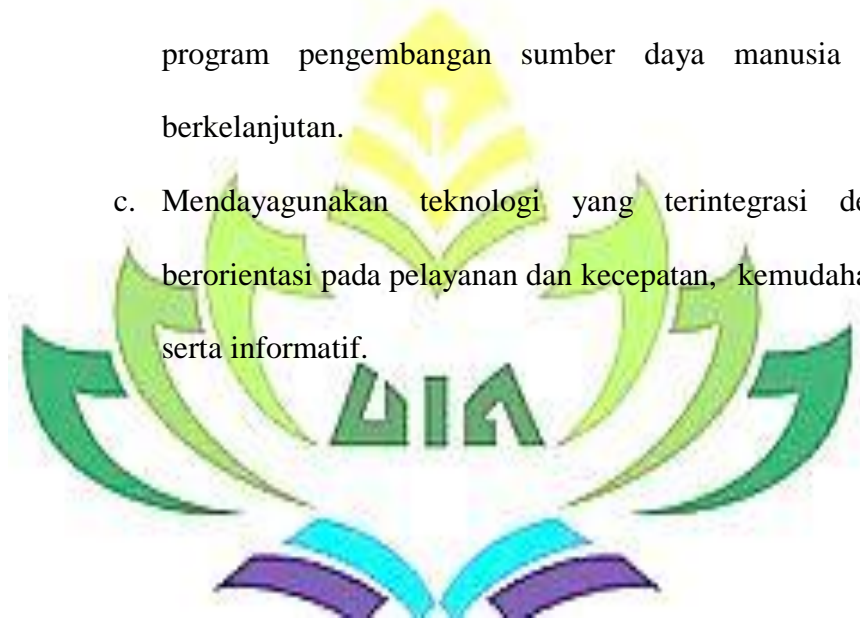 program pengembangan sumber daya manusia
berkelanjutan.
c. Mendayagunakan teknologi yang terintegrasi
berorientasi pada pelayanan dan kecepatan,
serta informatif.
UIN